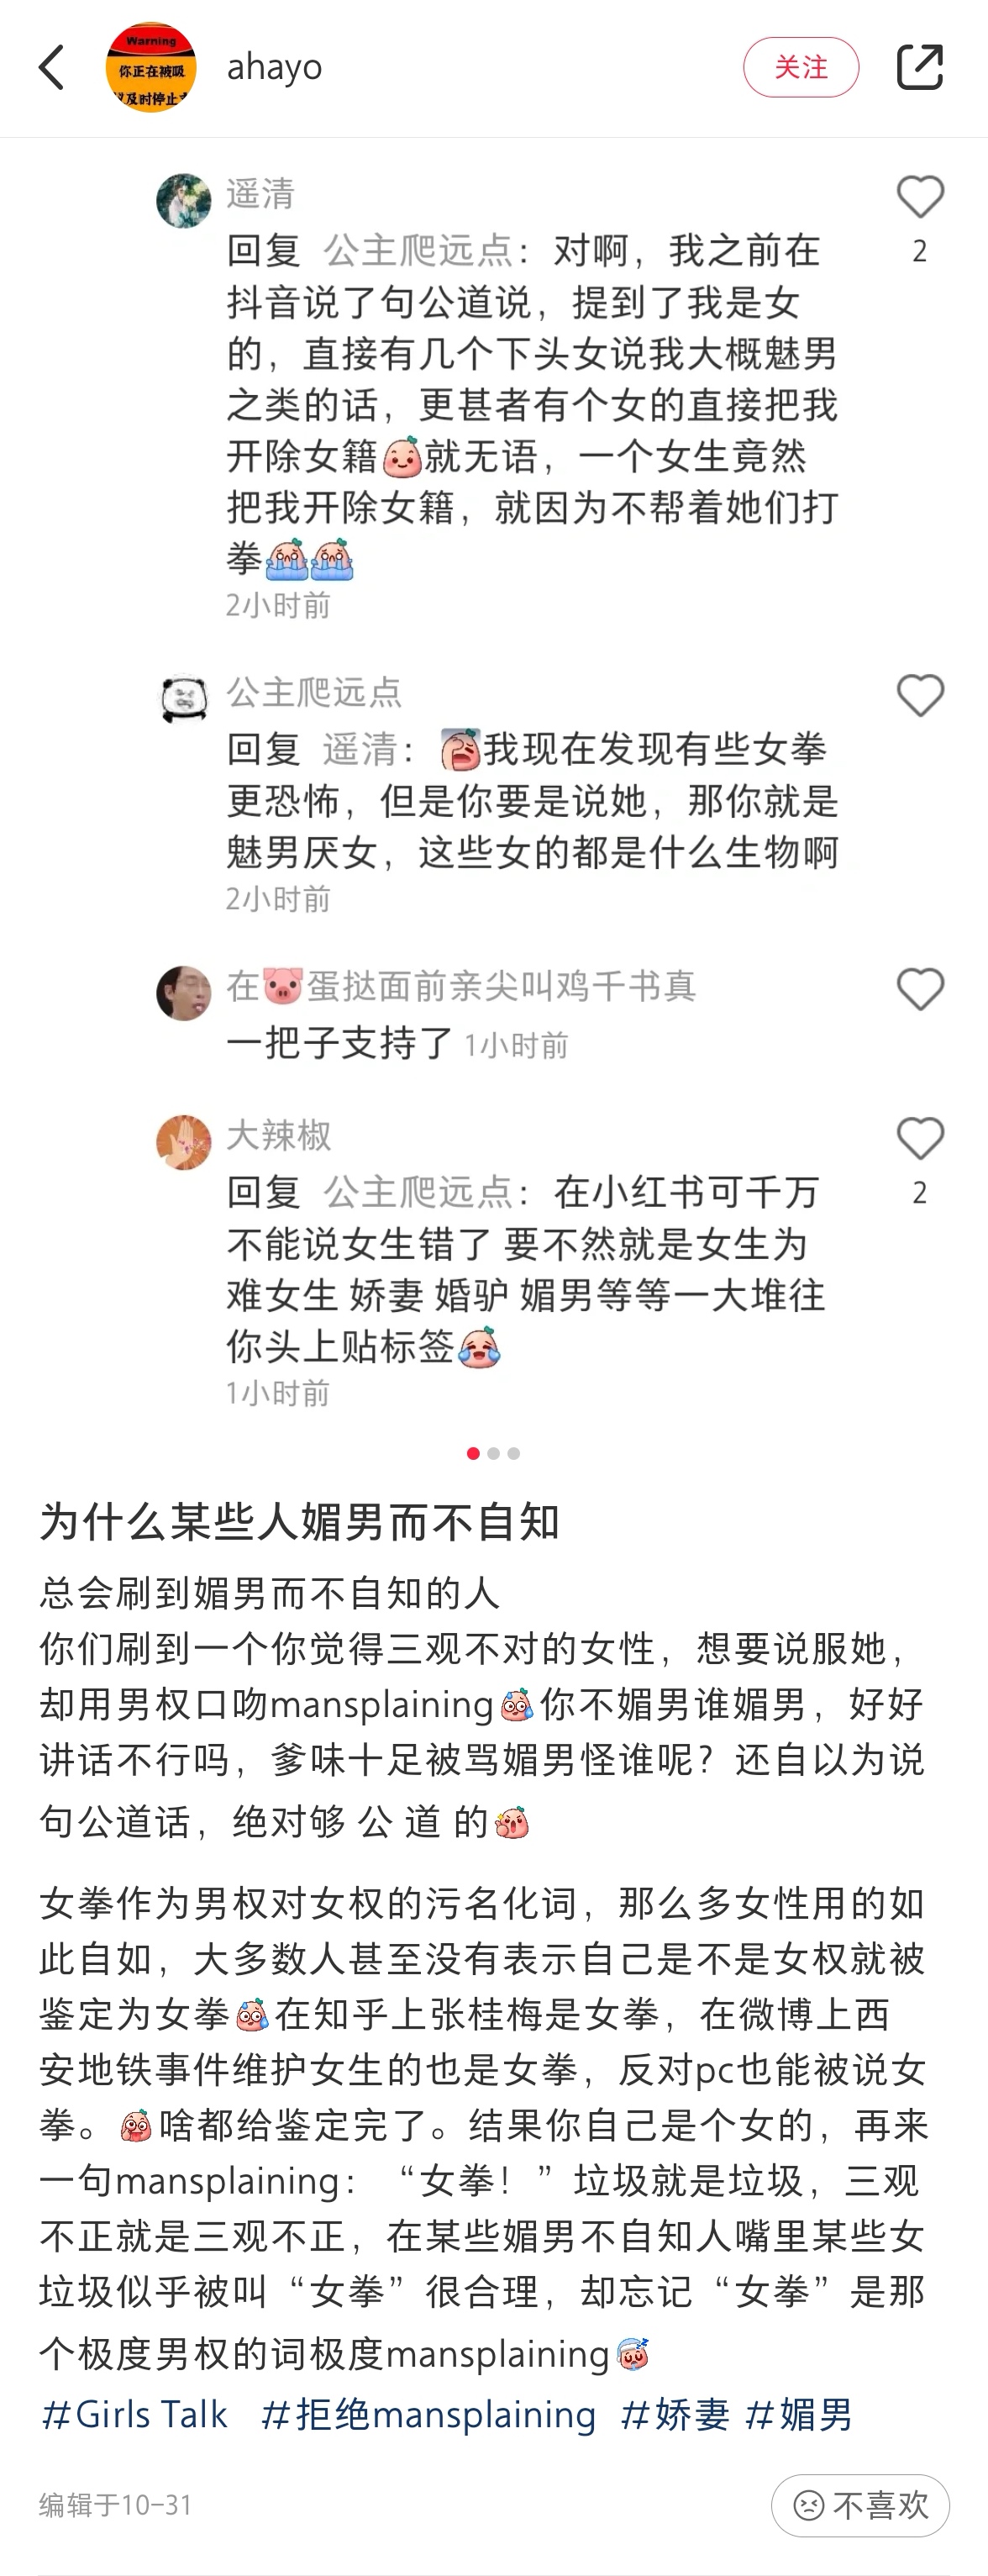 Warning
你正在被吸
ahayo
关注
遥清
回复 公主爬远点：对啊，我之前在
2
抖音说了句公道说，提到了我是女
的，直接有几个下头女说我大概魅男
之类的话，更甚者有个女的直接把我
开除女籍就无语，一个女生竟然
把我开除女籍，就因为不帮着她们打
拳
2小时前
公主爬远点
回复 遥清：我现在发现有些女拳
更恐怖，但是你要是说她，那你就是
魅男厌女，这些女的都是什么生物啊
2小时前
在🐷蛋挞面前亲尖叫鸡千书真
一把子支持了 1小时前
大辣椒
回复 公主爬远点：在小红书可千万
2
不能说女生错了 要不然就是女生为
难女生 娇妻 婚驴 媚男等等一大堆往
你头上贴标签
1小时前
为什么某些人媚男而不自知
总会刷到媚男而不自知的人
你们刷到一个你觉得三观不对的女性，想要说服她，
却用男权口吻mansplaining你不媚男谁媚男，好好
讲话不行吗，爹味十足被骂媚男怪谁呢？还自以为说
句公道话，绝对够 公 道 的
女拳作为男权对女权的污名化词，那么多女性用的如
此自如，大多数人甚至没有表示自己是不是女权就被
鉴定为女拳在知乎上张桂梅是女拳，在微博上西
安地铁事件维护女生的也是女拳，反对pc也能被说女
拳。啥都给鉴定完了。结果你自己是个女的，再来
一句mansplaining：“女拳！”垃圾就是垃圾，三观
不正就是三观不正，在某些媚男不自知人嘴里某些女
垃圾似乎被叫“女拳”很合理，却忘记“女拳”是那
个极度男权的词极度mansplaining
#Girls Talk #拒绝mansplaining #娇妻 #媚男
编辑于10-31
不喜欢